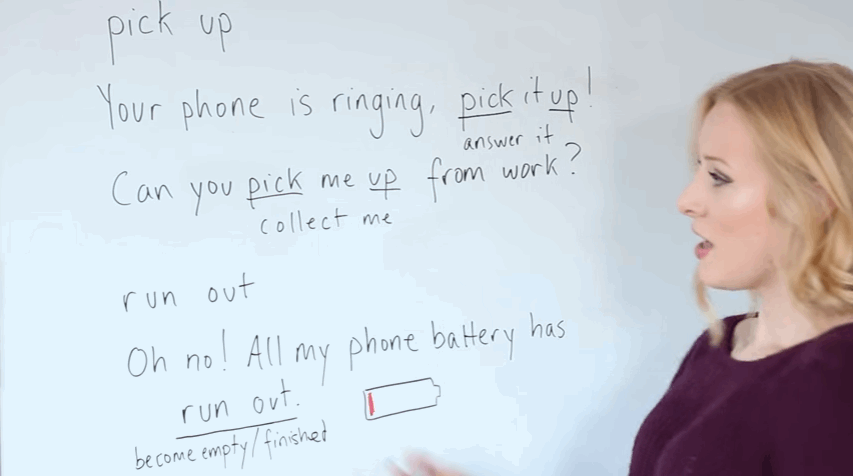 pick up
Your phone is ringing, pick it up!
answer it
Can you pick me up from work?
collect me
run out
Oh no! All my phone battery has
run out.
become empty/finished